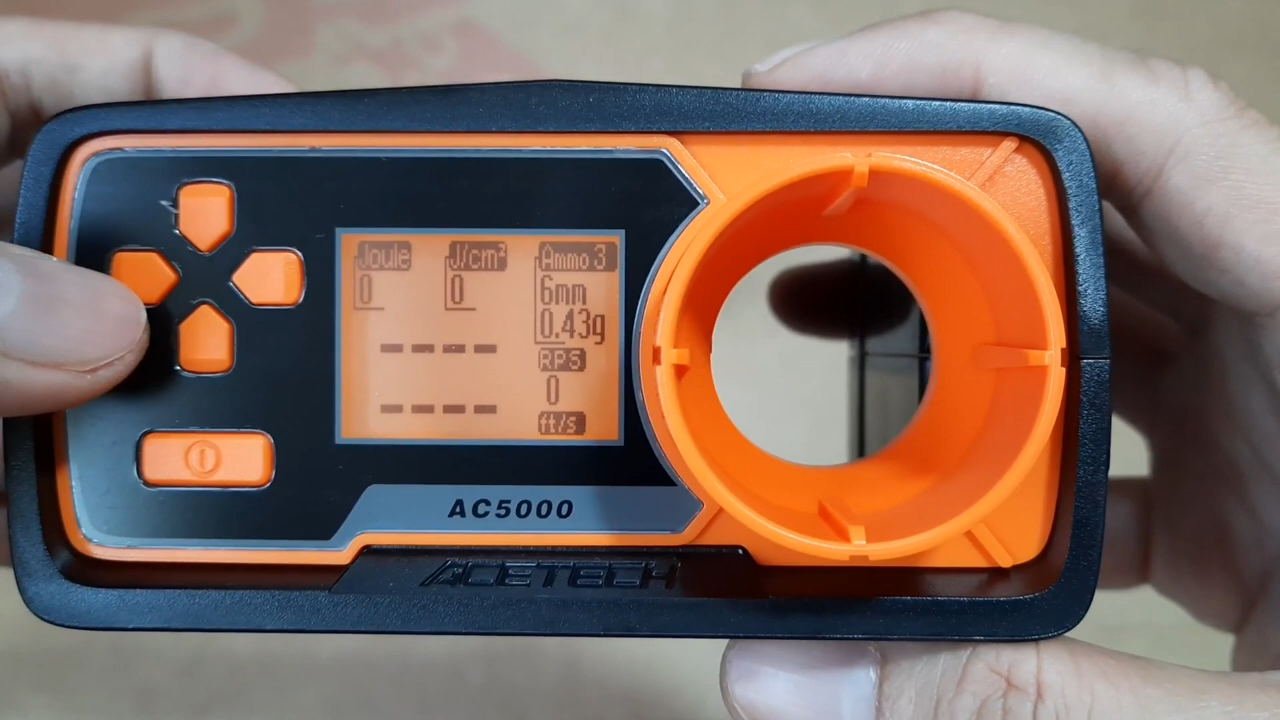 Joule J/cm² Ammo 3
0 0 6mm
0.43g
---- RPS
0
---- ft/s
AC5000
ACETECH